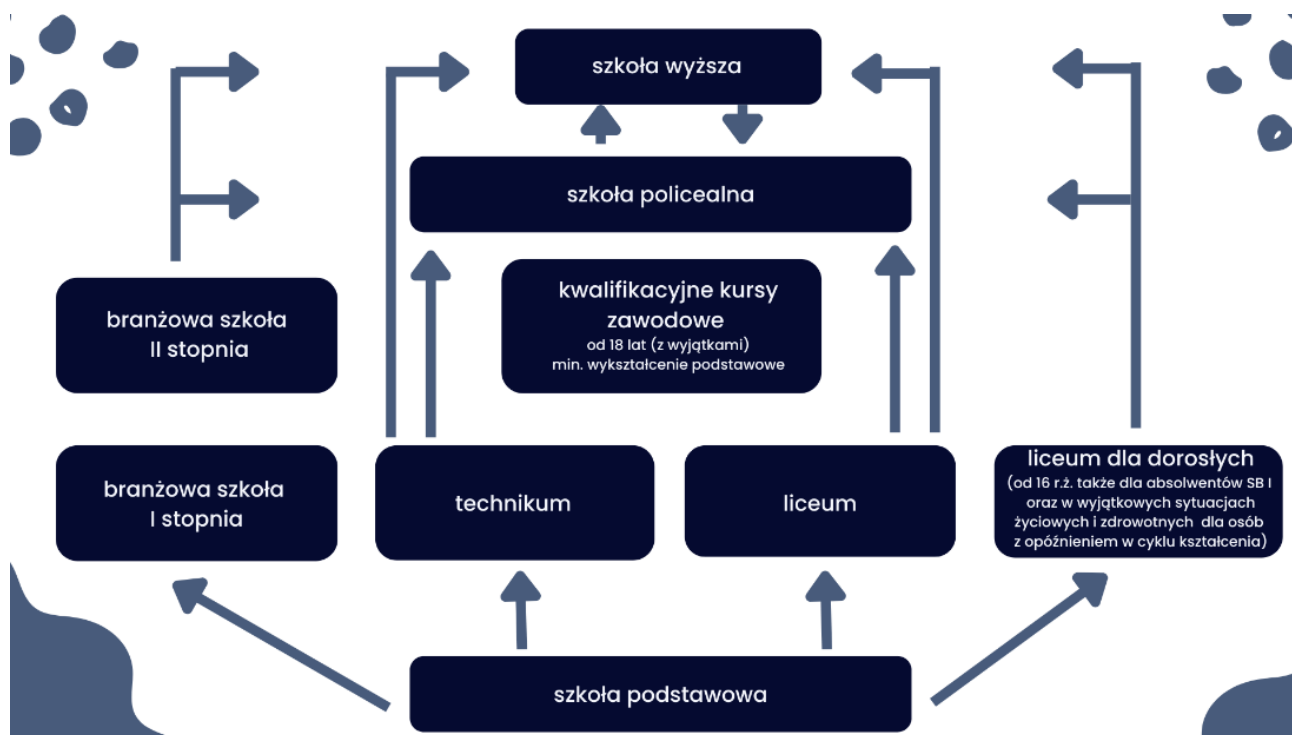 szkoła wyższa
szkoła policealna
kwalifikacyjne kursy
zawodowe
od 18 lat (z wyjątkami)
min. wykształcenie podstawowe
branżowa szkoła
II stopnia
branżowa szkoła
I stopnia
technikum
liceum
liceum dla dorosłych
(od 16 r.ż. także dla absolwentów SB I
oraz w wyjątkowych sytuacjach
życiowych i zdrowotnych dla osób
z opóźnieniem w cyklu kształcenia)
szkoła podstawowa